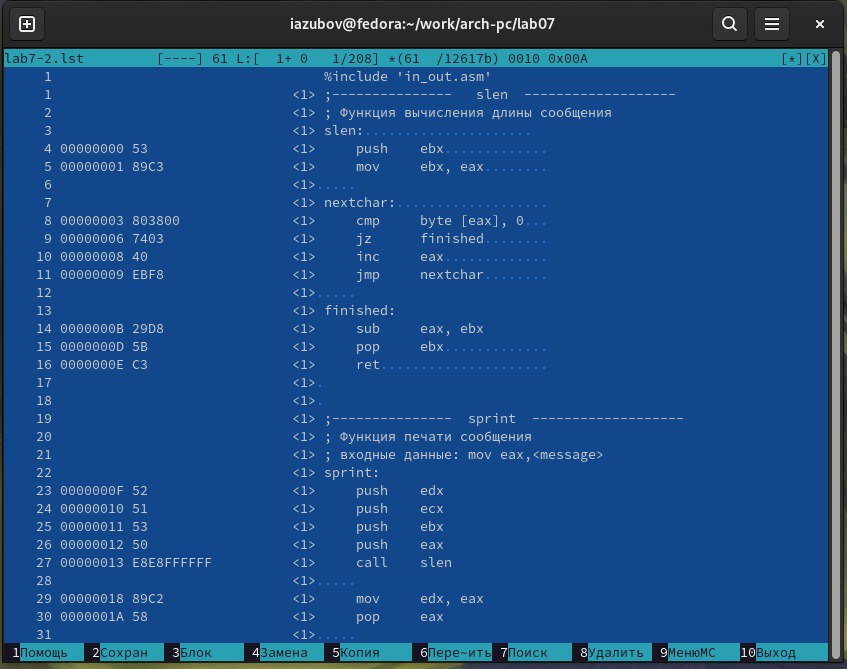 iazubov@fedora:~/work/arch-pc/lab07
lab7-2.lst [----] 61 L:[ 1+ 0 1/208] *(61 /12617b) 0010 0x00A [*][X]
1 %include 'in_out.asm'
1 <1> ;--------------- slen -------------------
2 <1> ; Функция вычисления длины сообщения
3 <1> slen:.....................
4 00000000 53 <1> push ebx.............
5 00000001 89C3 <1> mov ebx, eax........
6 <1>.....
7 <1> nextchar:...................
8 00000003 803800 <1> cmp byte [eax], 0...
9 00000006 7403 <1> jz finished........
10 00000008 40 <1> inc eax.............
11 00000009 EBF8 <1> jmp nextchar........
12 <1>.....
13 <1> finished:
14 0000000B 29D8 <1> sub eax, ebx
15 0000000D 5B <1> pop ebx.............
16 0000000E C3 <1> ret.....................
17 <1>.
18 <1>.
19 <1> ;--------------- sprint -------------------
20 <1> ; Функция печати сообщения
21 <1> ; входные данные: mov eax,<message>
22 <1> sprint:
23 0000000F 52 <1> push edx
24 00000010 51 <1> push ecx
25 00000011 53 <1> push ebx
26 00000012 50 <1> push eax
27 00000013 E8E8FFFFFF <1> call slen
28 <1>.....
29 00000018 89C2 <1> mov edx, eax
30 0000001A 58 <1> pop eax
31 <1>.....
1Помощь 2Сохран 3Блок 4Замена 5Копия 6Пере~ить 7Поиск 8Удалить 9МенюМС 10Выход